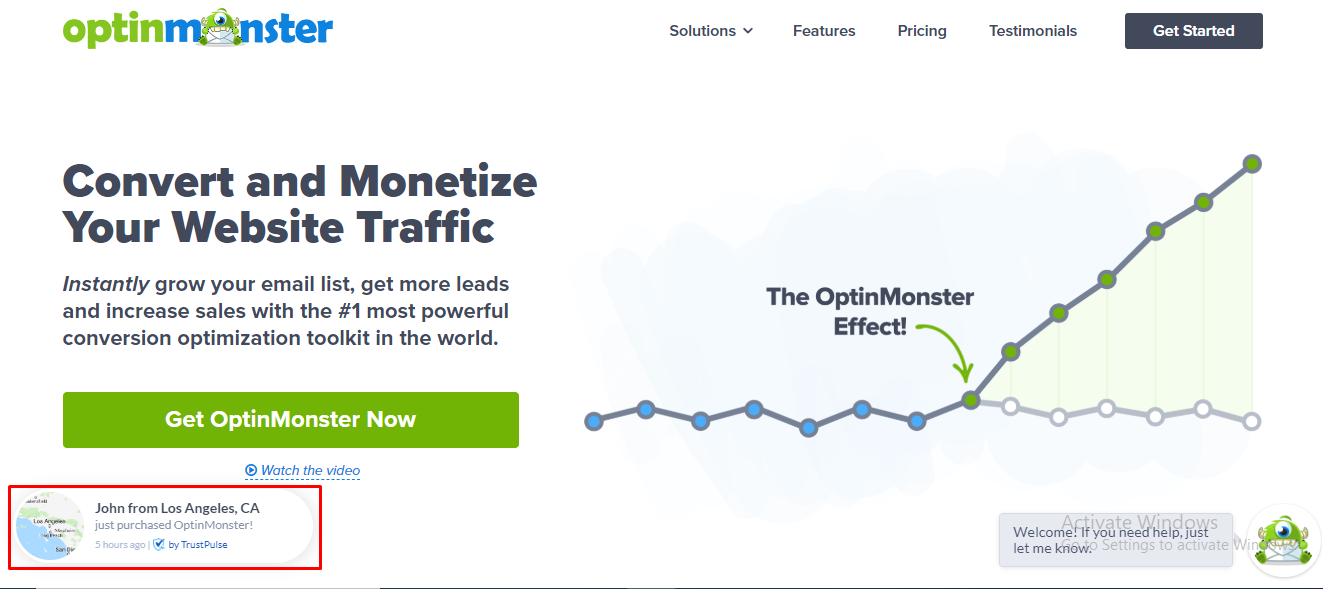 optinmonster
Solutions
Features
Pricing
Testimonials
Get Started
Convert and Monetize
Your Website Traffic
Instantly grow your email list, get more leads
and increase sales with the #1 most powerful
conversion optimization toolkit in the world.
The OptinMonster
Effect!
Get OptinMonster Now
Watch the video
Los Angeles
John from Los Angeles, CA
just purchased OptinMonster!
5 hours ago | by TrustPulse
Activate Windows
Go to Settings to activate Windows.
Welcome! If you need help, just
let me know.